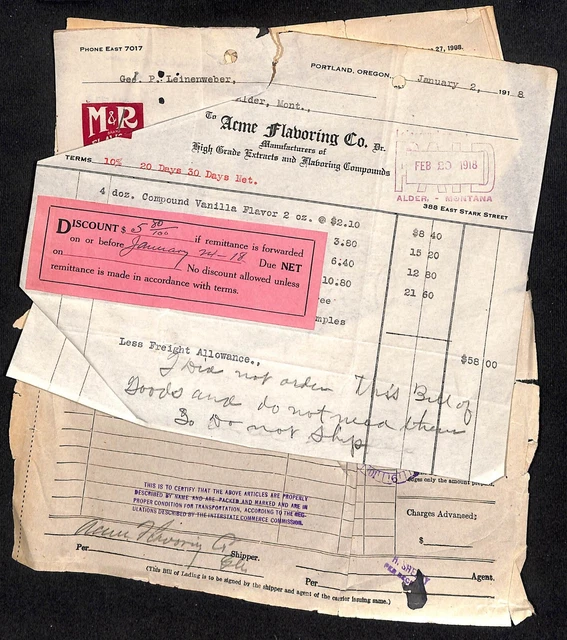 PHONE EAST 7017
27, 1908.
Geo. P. Leinenweber,
PORTLAND, OREGON, January 2, 1918
Alder, Mont.,
M&R
To Acme Flavoring Co. Dr.
Manufacturers of
High Grade Extracts and Flavoring Compounds
PAID
FEB 20 1918
ALDER, - MONTANA
388 EAST STARK STREET
TERMS. 10% 20 Days 30 Days Net.
4 doz. Compound Vanilla Flavor 2 oz. @ $2.10 $8 40
3.80 15 20
6.40 12 80
10.80 21 60
ee
mples
DISCOUNT $ 5 80/100 if remittance is forwarded
on or before January 24-18. Due NET
on No discount allowed unless
remittance is made in accordance with terms.
$58 00
Less Freight Allowance..
I Did not order this Bill of
Goods and do not need them
So Do not Ship
ges only the amount prep
THIS IS TO CERTIFY THAT THE ABOVE ARTICLES ARE PROPERLY
DESCRIBED BY NAME AND ARE PACKED AND MARKED AND ARE IN
PROPER CONDITION FOR TRANSPORTATION, ACCORDING TO THE REG-
ULATIONS DESCRIBED BY THE INTERSTATE COMMERCE COMMISSION.
Charges Advanced:
$
Acme Flavoring Co
Shipper.
Per
Per Agent.
(This Bill of Lading is to be signed by the shipper and agent of the carrier issuing same.)